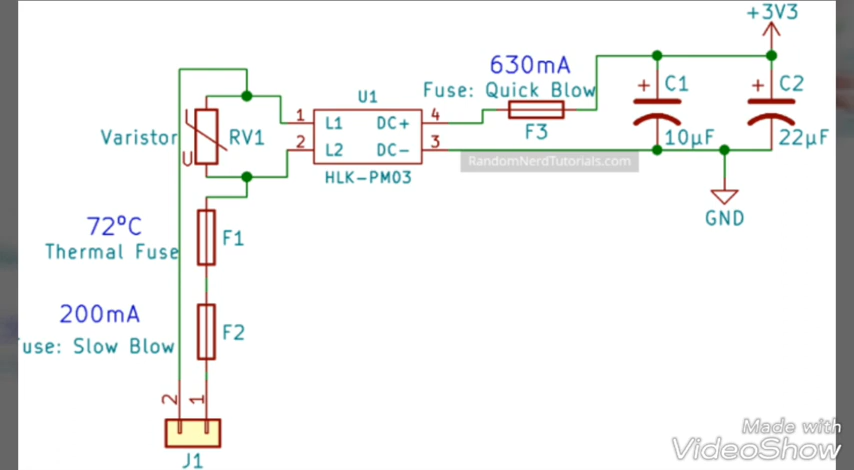 +3V3
630mA
Fuse: Quick Blow
F3
+ C1
10µF
+ C2
22µF
U1
1 L1 DC+ 4
2 L2 DC- 3
HLK-PM03
RandomNerdTutorials.com
GND
Varistor
U
RV1
72ºC
Thermal Fuse
F1
200mA
use: Slow Blow
F2
2 1
J1
Made with
VideoShow